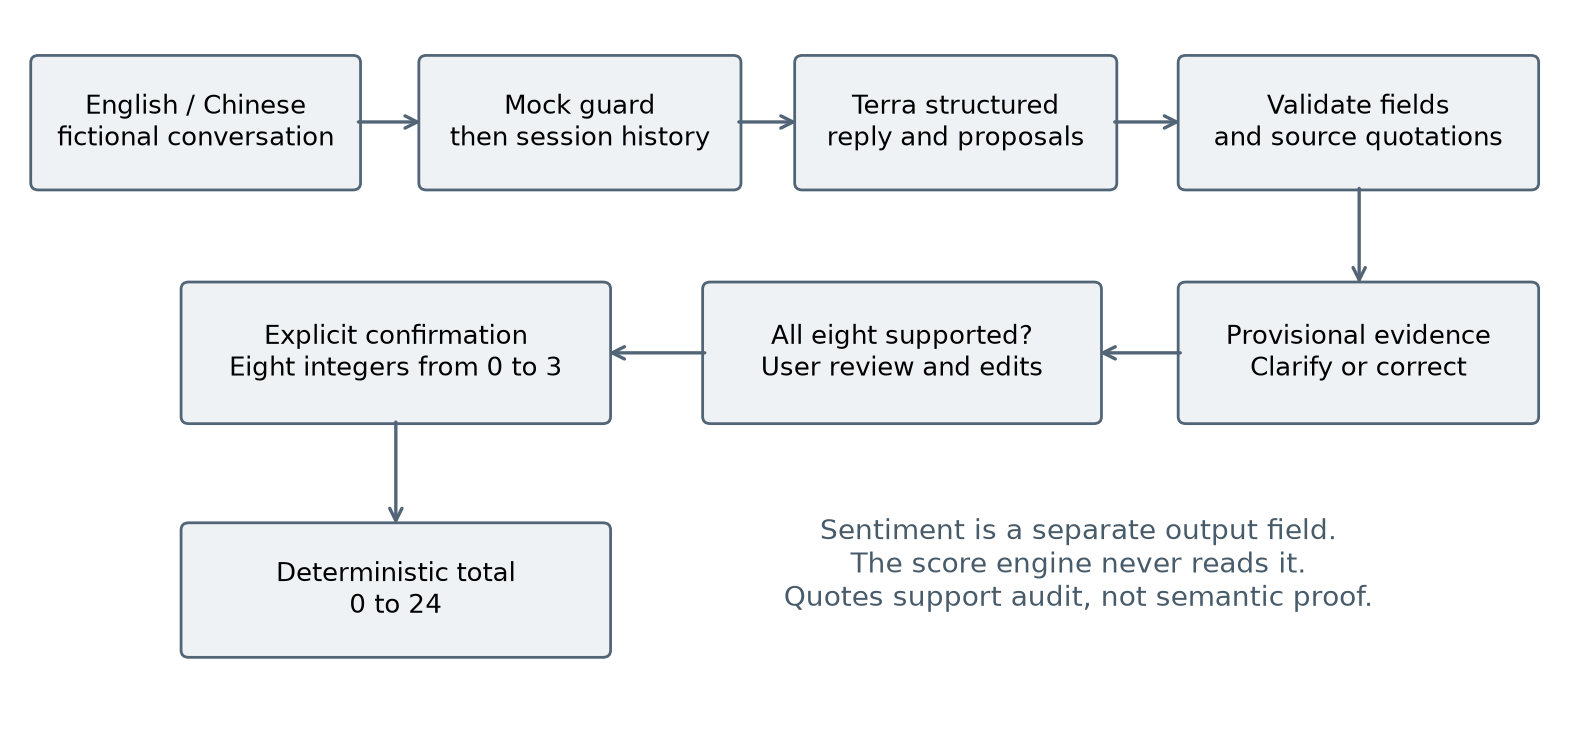 English / Chinese
fictional conversation
Mock guard
then session history
Terra structured
reply and proposals
Validate fields
and source quotations
Provisional evidence
Clarify or correct
All eight supported?
User review and edits
Explicit confirmation
Eight integers from 0 to 3
Deterministic total
0 to 24
Sentiment is a separate output field.
The score engine never reads it.
Quotes support audit, not semantic proof.